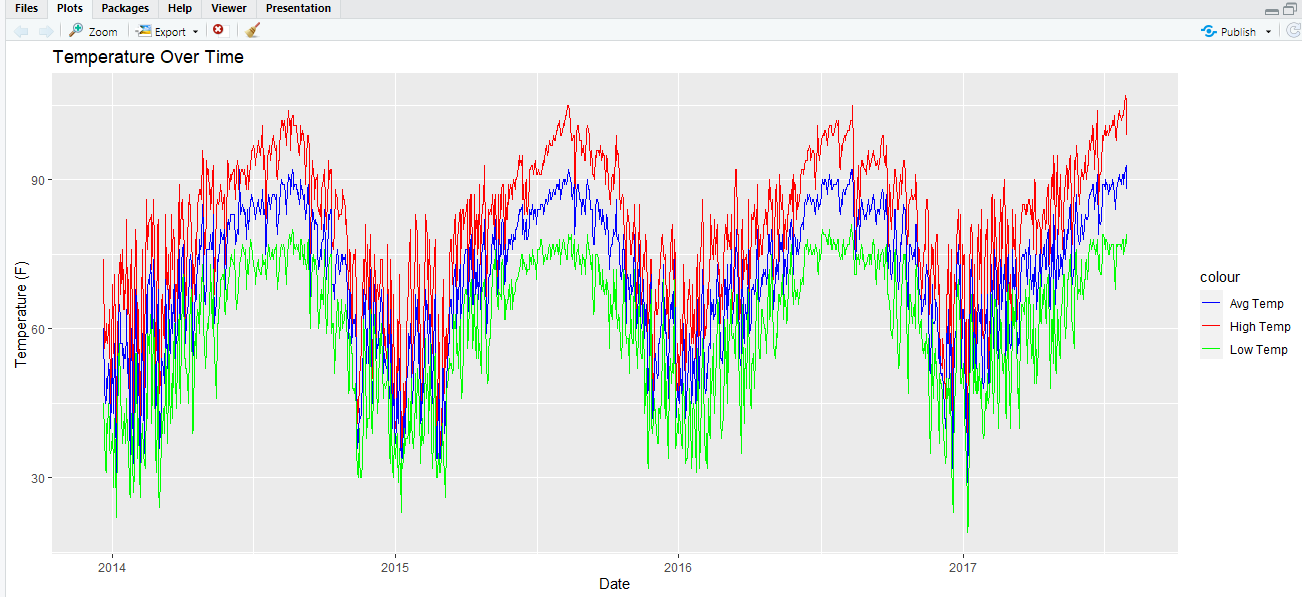 Files Plots Packages Help Viewer Presentation
Zoom Export Publish
Temperature Over Time
90
60
30
Temperature (F)
2014 2015 2016 2017
Date
colour
Avg Temp
High Temp
Low Temp